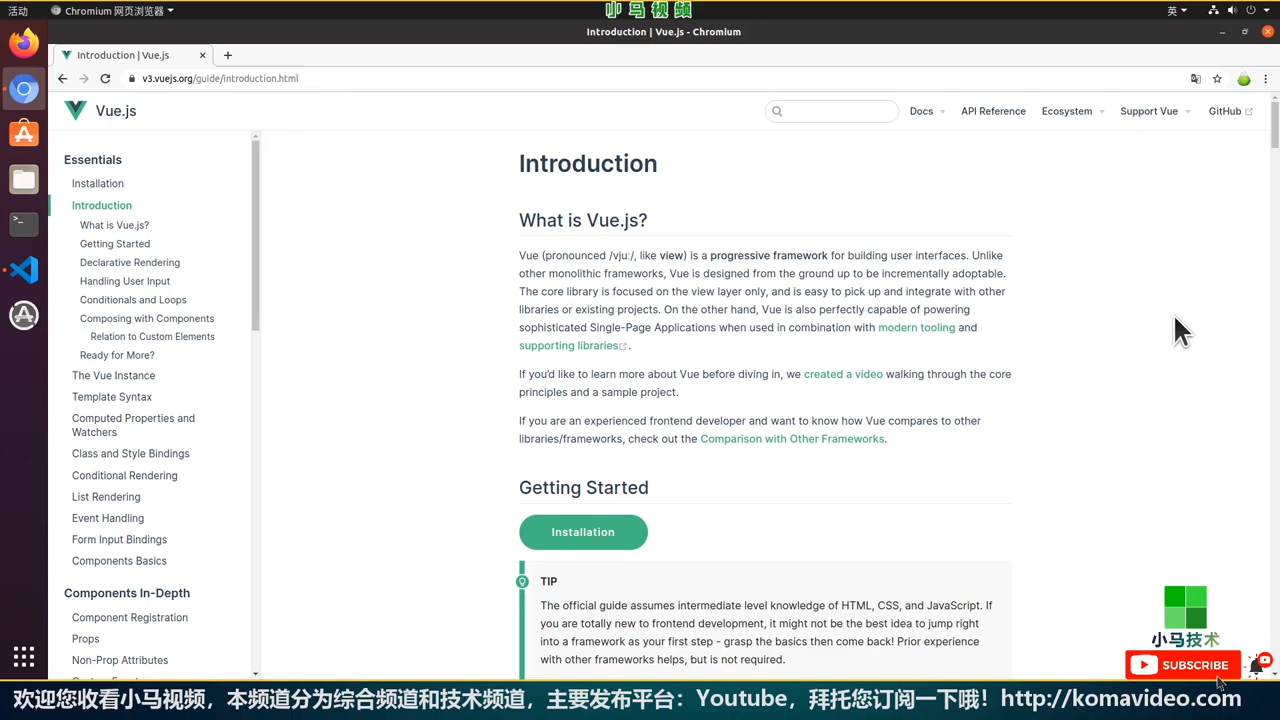 活动
Chromium 网页浏览器
小马视频
英
Introduction | Vue.js - Chromium
Introduction | Vue.js
v3.vuejs.org/guide/introduction.html
Vue.js
Docs
API Reference
Ecosystem
Support Vue
GitHub
Essentials
Installation
Introduction
What is Vue.js?
Getting Started
Declarative Rendering
Handling User Input
Conditionals and Loops
Composing with Components
Relation to Custom Elements
Ready for More?
The Vue Instance
Template Syntax
Computed Properties and
Watchers
Class and Style Bindings
Conditional Rendering
List Rendering
Event Handling
Form Input Bindings
Components Basics
Components In-Depth
Component Registration
Props
Non-Prop Attributes
Introduction
What is Vue.js?
Vue (pronounced /vjuː/, like view) is a progressive framework for building user interfaces. Unlike
other monolithic frameworks, Vue is designed from the ground up to be incrementally adoptable.
The core library is focused on the view layer only, and is easy to pick up and integrate with other
libraries or existing projects. On the other hand, Vue is also perfectly capable of powering
sophisticated Single-Page Applications when used in combination with modern tooling and
supporting libraries.
If you'd like to learn more about Vue before diving in, we created a video walking through the core
principles and a sample project.
If you are an experienced frontend developer and want to know how Vue compares to other
libraries/frameworks, check out the Comparison with Other Frameworks.
Getting Started
Installation
TIP
The official guide assumes intermediate level knowledge of HTML, CSS, and JavaScript. If
you are totally new to frontend development, it might not be the best idea to jump right
into a framework as your first step - grasp the basics then come back! Prior experience
with other frameworks helps, but is not required.
小马技术
SUBSCRIBE
欢迎您收看小马视频，本频道分为综合频道和技术频道，主要发布平台：Youtube，拜托您订阅一下哦！http://komavideo.com